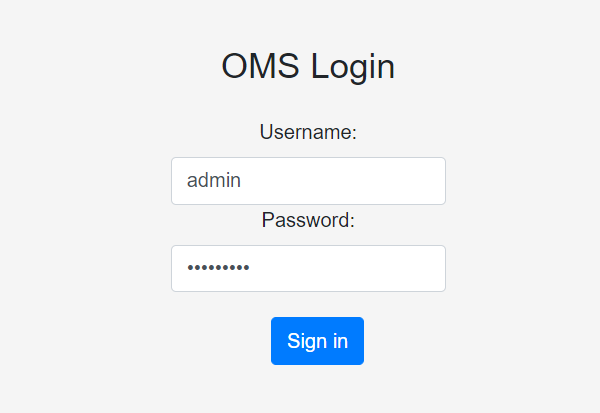 OMS Login
Username:
admin
Password:
•••••••••
Sign in